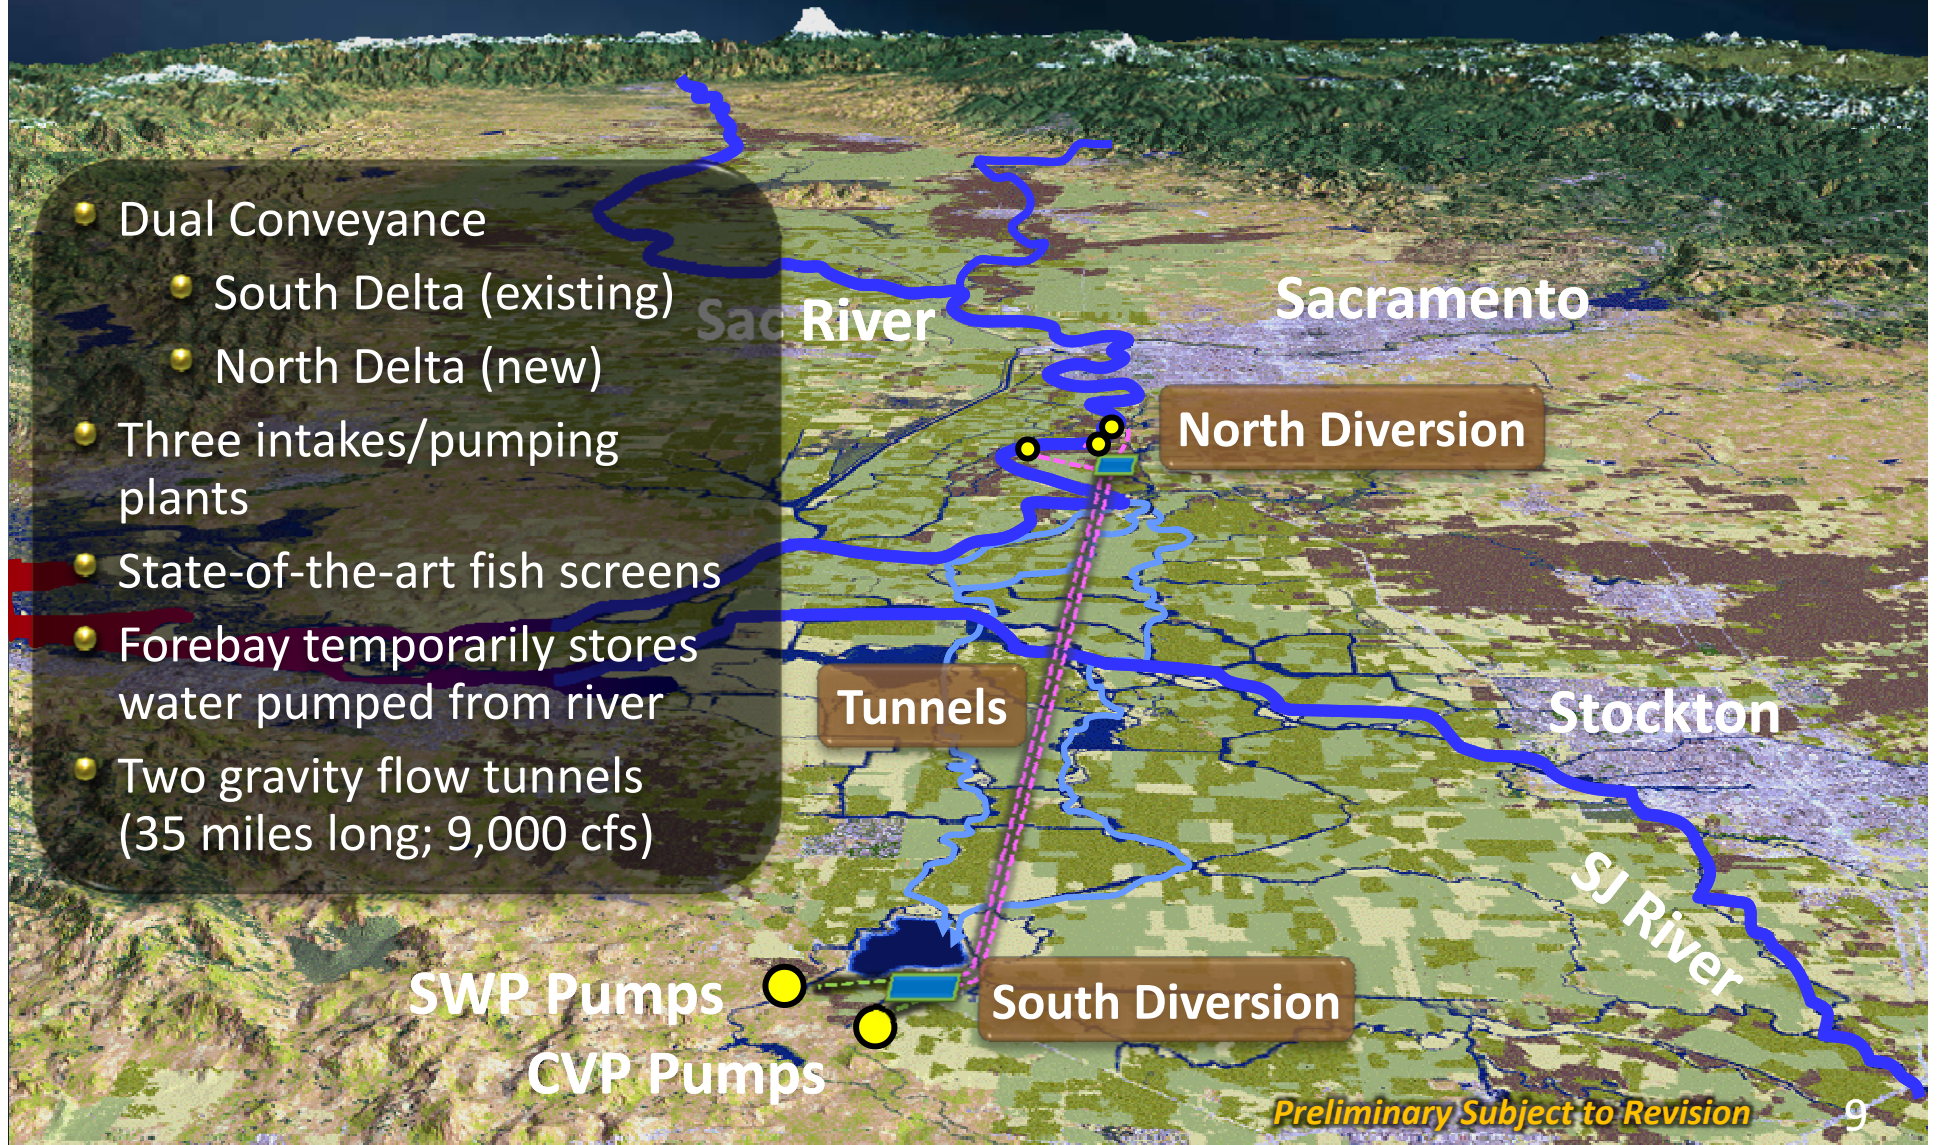 Dual Conveyance
South Delta (existing)
North Delta (new)
Three intakes/pumping
plants
State-of-the-art fish screens
Forebay temporarily stores
water pumped from river
Two gravity flow tunnels
(35 miles long; 9,000 cfs)
Sac River
Sacramento
North Diversion
Tunnels
Stockton
SJ River
SWP Pumps
South Diversion
CVP Pumps
Preliminary Subject to Revision
9